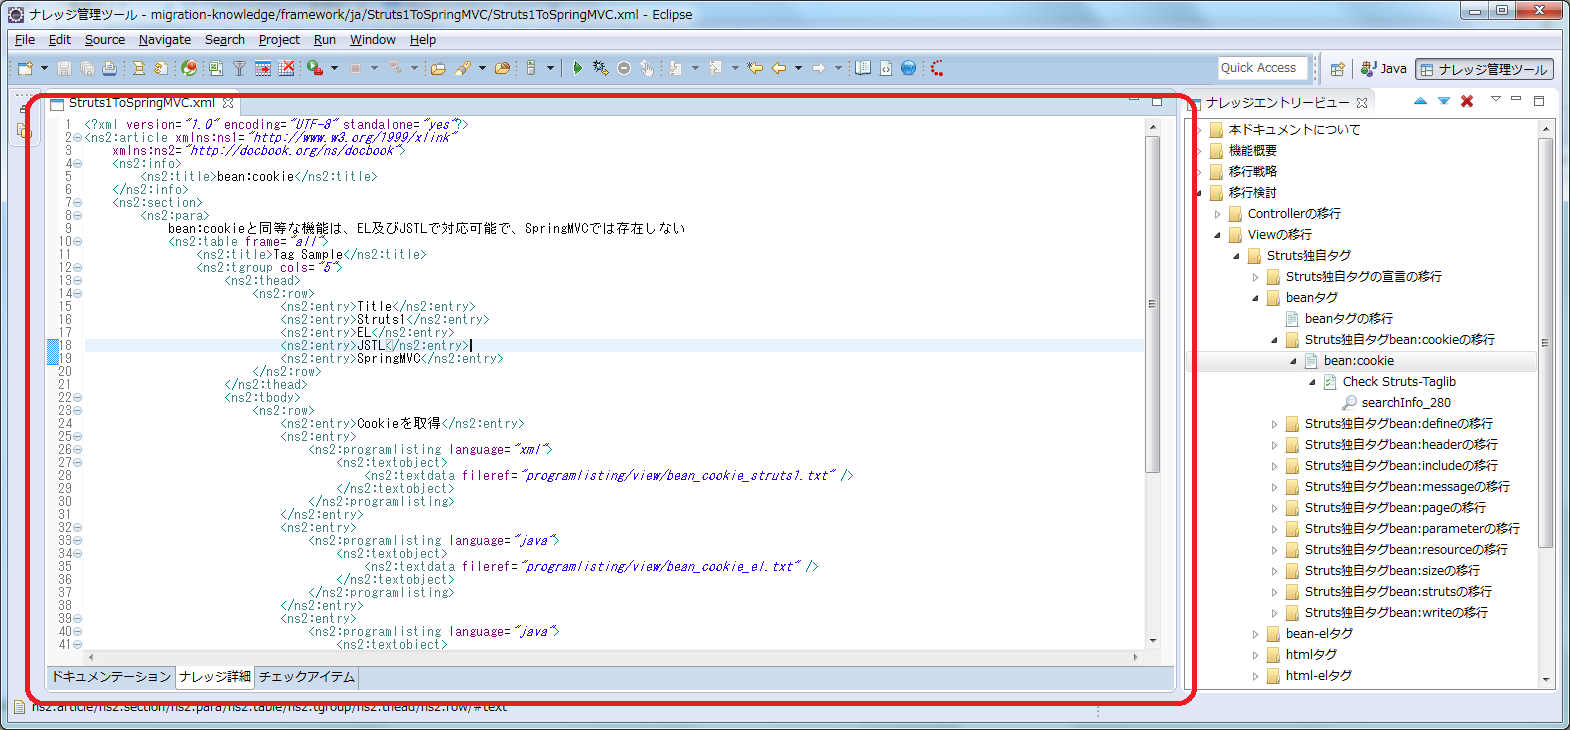 ナレッジ管理ツール - migration-knowledge/framework/ja/Struts1ToSpringMVC/Struts1ToSpringMVC.xml - Eclipse
File Edit Source Navigate Search Project Run Window Help
Quick Access
Java
ナレッジ管理ツール
Struts1ToSpringMVC.xml
1 <?xml version="1.0" encoding="UTF-8" standalone="yes"?>
2 <ns2:article xmlns:ns1="http://www.w3.org/1999/xlink"
3 xmlns:ns2="http://docbook.org/ns/docbook">
4 <ns2:info>
5 <ns2:title>bean:cookie</ns2:title>
6 </ns2:info>
7 <ns2:section>
8 <ns2:para>
9 bean:cookieと同等な機能は、EL及びJSTLで対応可能で、SpringMVCでは存在しない
10 <ns2:table frame="all">
11 <ns2:title>Tag Sample</ns2:title>
12 <ns2:tgroup cols="5">
13 <ns2:thead>
14 <ns2:row>
15 <ns2:entry>Title</ns2:entry>
16 <ns2:entry>Struts1</ns2:entry>
17 <ns2:entry>EL</ns2:entry>
18 <ns2:entry>JSTL</ns2:entry>
19 <ns2:entry>SpringMVC</ns2:entry>
20 </ns2:row>
21 </ns2:thead>
22 <ns2:tbody>
23 <ns2:row>
24 <ns2:entry>Cookieを取得</ns2:entry>
25 <ns2:entry>
26 <ns2:programlisting language="xml">
27 <ns2:textobject>
28 <ns2:textdata fileref="programlisting/view/bean_cookie_struts1.txt" />
29 </ns2:textobject>
30 </ns2:programlisting>
31 </ns2:entry>
32 <ns2:entry>
33 <ns2:programlisting language="java">
34 <ns2:textobject>
35 <ns2:textdata fileref="programlisting/view/bean_cookie_el.txt" />
36 </ns2:textobject>
37 </ns2:programlisting>
38 </ns2:entry>
39 <ns2:entry>
40 <ns2:programlisting language="java">
41 <ns2:textobject>
ドキュメンテーション ナレッジ詳細 チェックアイテム
ns2:article/ns2:section/ns2:para/ns2:table/ns2:tgroup/ns2:thead/ns2:row/#text
ナレッジエントリービュー
本ドキュメントについて
機能概要
移行戦略
移行検討
Controllerの移行
Viewの移行
Struts独自タグ
Struts独自タグの宣言の移行
beanタグ
beanタグの移行
Struts独自タグbean:cookieの移行
bean:cookie
Check Struts-Taglib
searchInfo_280
Struts独自タグbean:defineの移行
Struts独自タグbean:headerの移行
Struts独自タグbean:includeの移行
Struts独自タグbean:messageの移行
Struts独自タグbean:pageの移行
Struts独自タグbean:parameterの移行
Struts独自タグbean:resourceの移行
Struts独自タグbean:sizeの移行
Struts独自タグbean:strutsの移行
Struts独自タグbean:writeの移行
bean-elタグ
htmlタグ
html-elタグ